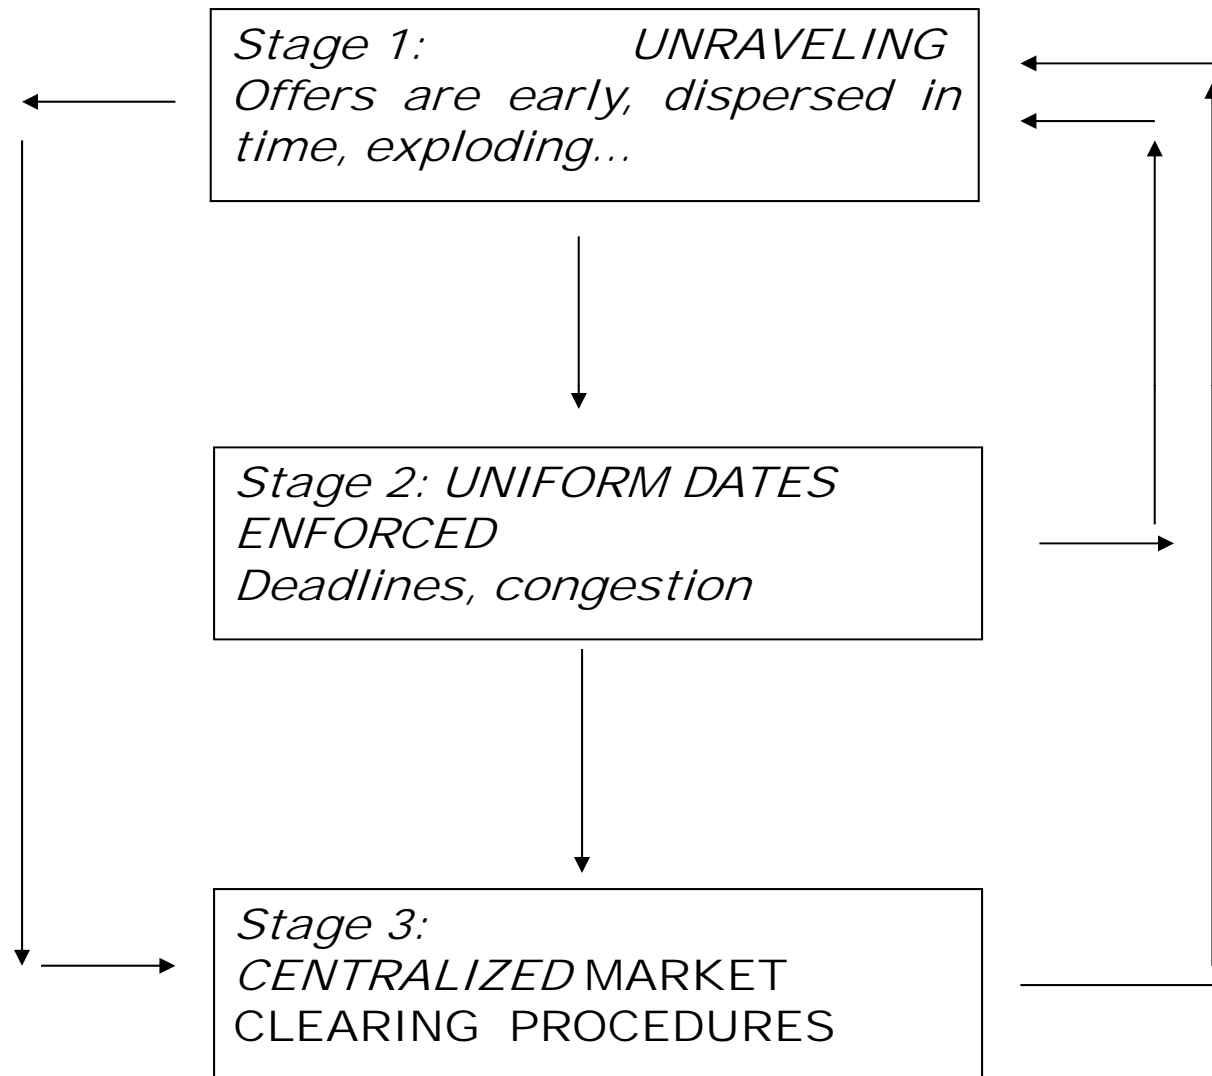 Stage 1: UNRAVELING
Offers are early, dispersed in
time, exploding...
Stage 2: UNIFORM DATES
ENFORCED
Deadlines, congestion
Stage 3:
CENTRALIZED MARKET
CLEARING PROCEDURES